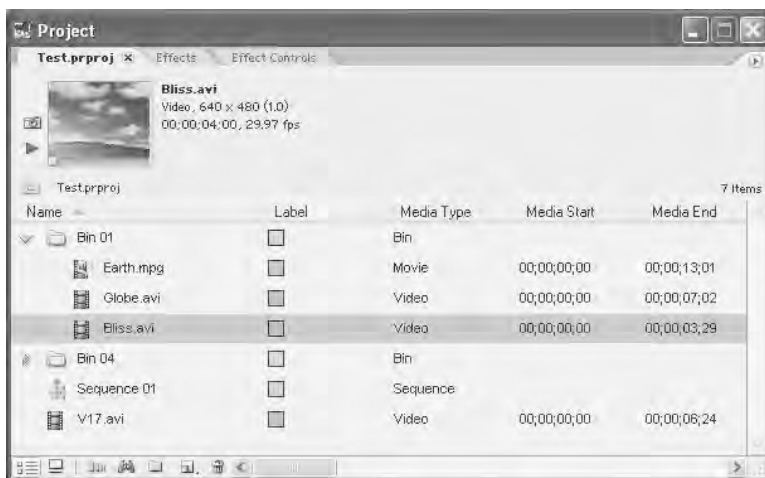 Project
Test.prproj × Effects Effect Controls
Bliss.avi
Video, 640 x 480 (1.0)
00;00;04;00, 29.97 fps
Test.prproj 7 Items
Name Label Media Type Media Start Media End
Bin 01 Bin
Earth.mpg Movie 00;00;00;00 00;00;13;01
Globe.avi Video 00;00;00;00 00;00;07;02
Bliss.avi Video 00;00;00;00 00;00;03;29
Bin 04 Bin
Sequence 01 Sequence
V17.avi Video 00;00;00;00 00;00;06;24